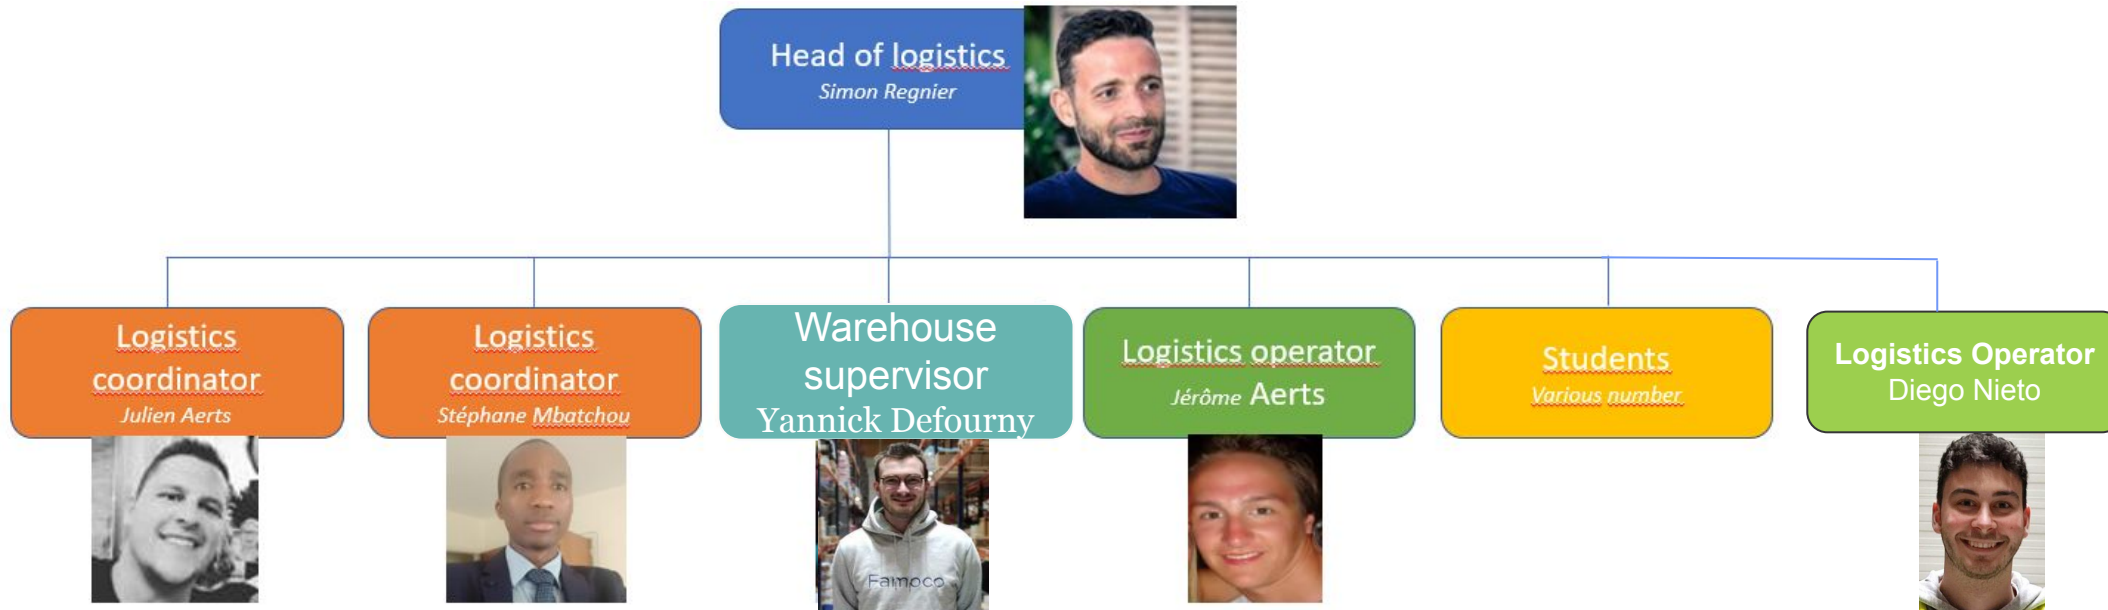 Head of logistics
Simon Regnier
Logistics
coordinator
Julien Aerts
Logistics
coordinator
Stéphane Mbatchou
Warehouse
supervisor
Yannick Defourny
Logistics operator
Jérôme Aerts
Students
Various number
Logistics Operator
Diego Nieto
Famoco